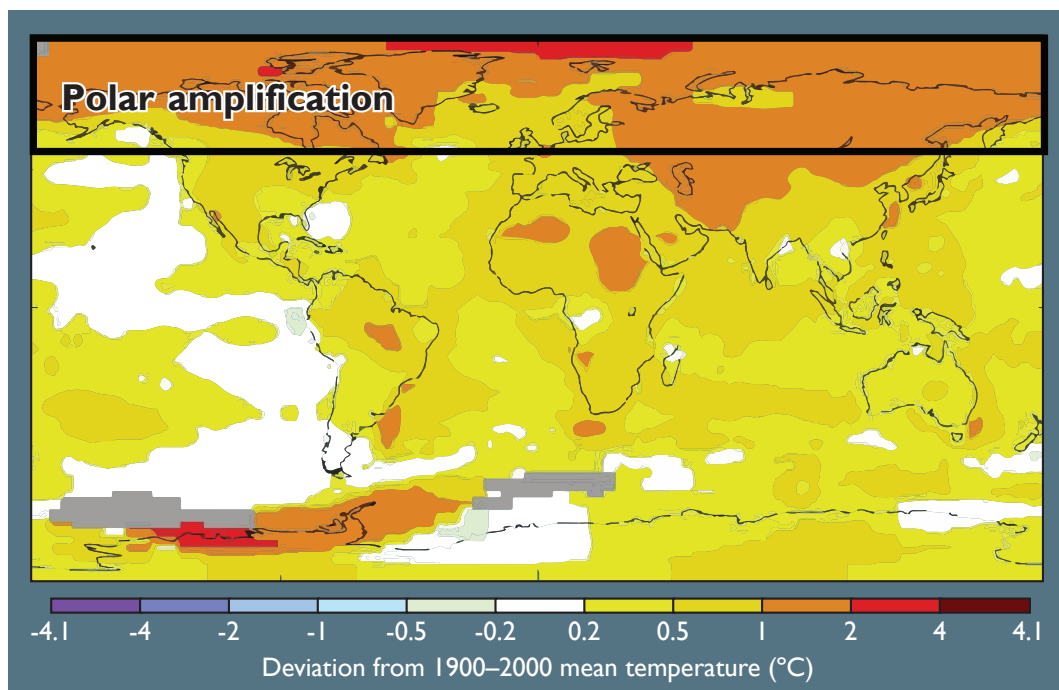 Polar amplification
-4.1 -4 -2 -1 -0.5 -0.2 0.2 0.5 1 2 4 4.1
Deviation from 1900–2000 mean temperature (ºC)